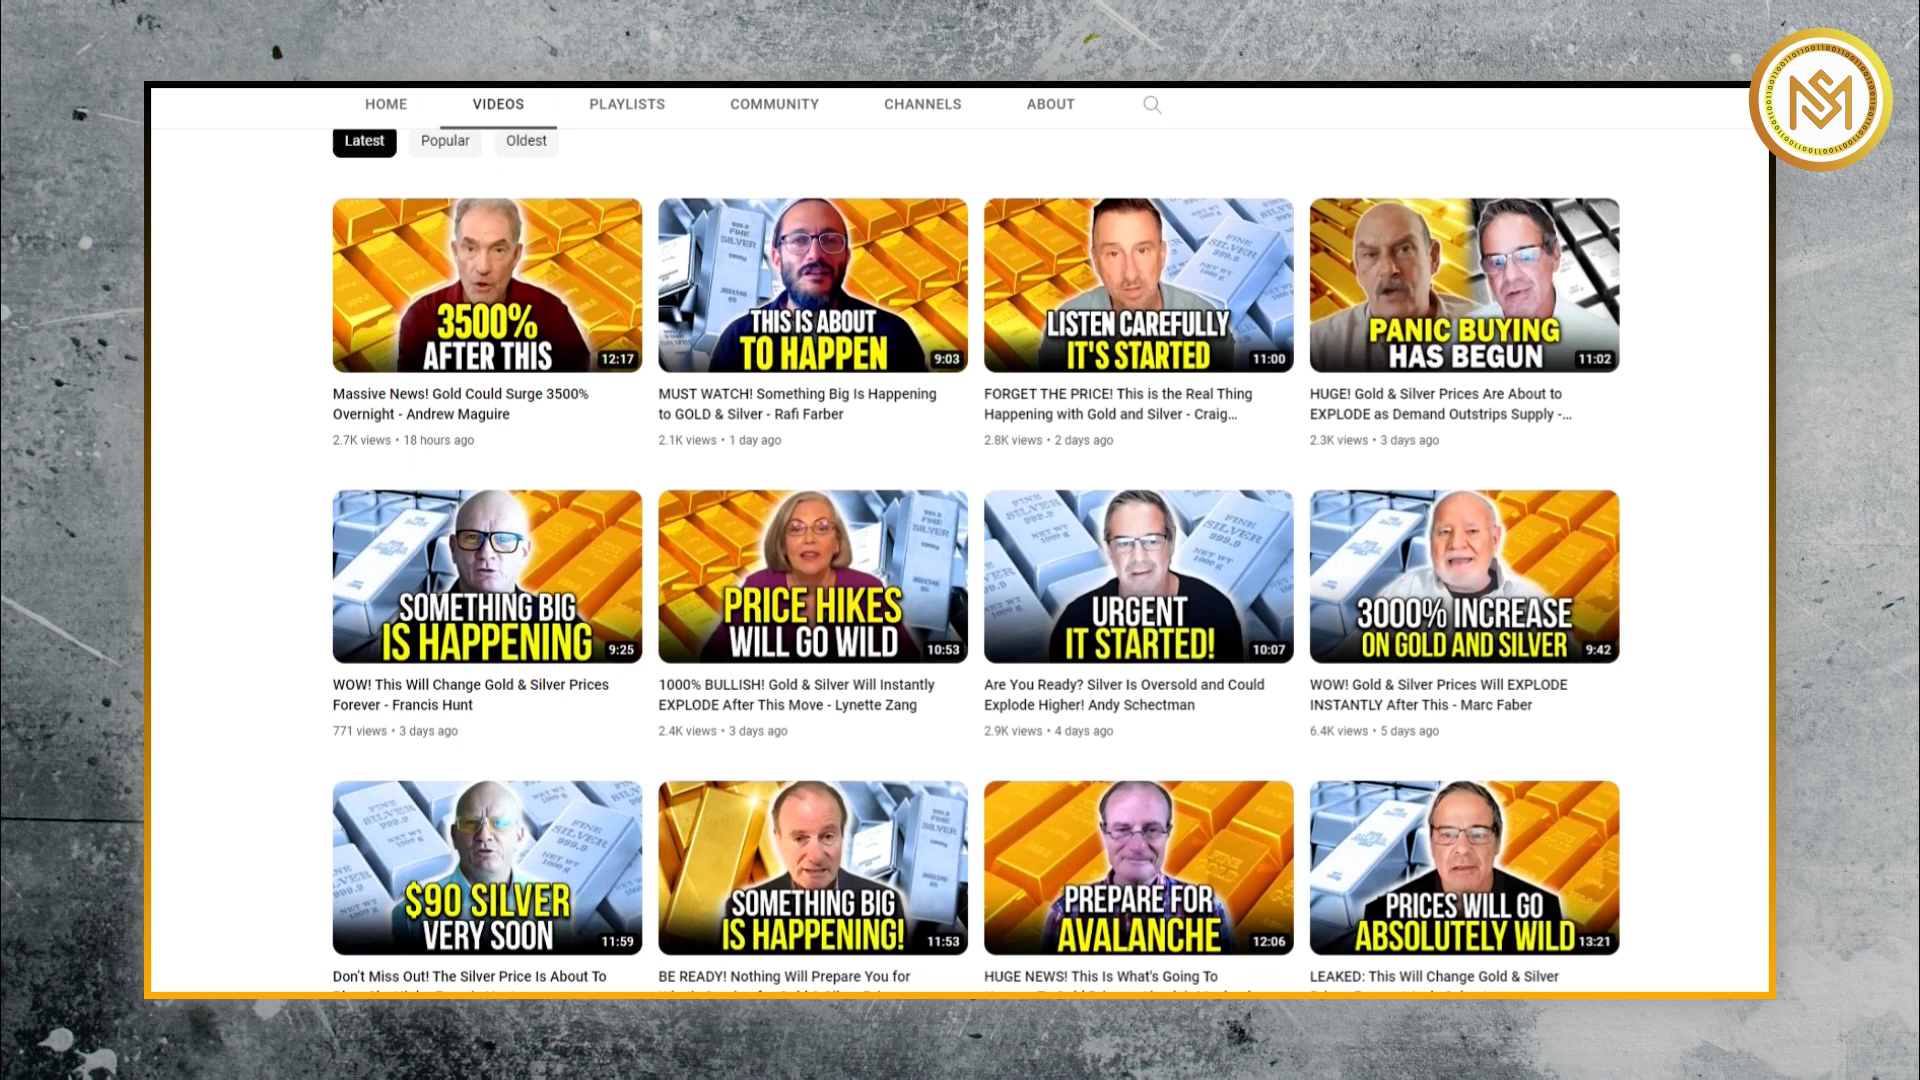 HOME VIDEOS PLAYLISTS COMMUNITY CHANNELS ABOUT
Latest Popular Oldest
3500%
AFTER THIS
12:17
THIS IS ABOUT
TO HAPPEN
9:03
LISTEN CAREFULLY
IT'S STARTED
11:00
PANIC BUYING
HAS BEGUN
11:02
Massive News! Gold Could Surge 3500%
Overnight - Andrew Maguire
2.7K views • 18 hours ago
MUST WATCH! Something Big Is Happening
to GOLD & Silver - Rafi Farber
2.1K views • 1 day ago
FORGET THE PRICE! This is the Real Thing
Happening with Gold and Silver - Craig...
2.8K views • 2 days ago
HUGE! Gold & Silver Prices Are About to
EXPLODE as Demand Outstrips Supply -...
2.3K views • 3 days ago
SOMETHING BIG
IS HAPPENING
9:25
PRICE HIKES
WILL GO WILD
10:53
URGENT
IT STARTED!
10:07
3000% INCREASE
ON GOLD AND SILVER
9:42
WOW! This Will Change Gold & Silver Prices
Forever - Francis Hunt
771 views • 3 days ago
1000% BULLISH! Gold & Silver Will Instantly
EXPLODE After This Move - Lynette Zang
2.4K views • 3 days ago
Are You Ready? Silver Is Oversold and Could
Explode Higher! Andy Schectman
2.9K views • 4 days ago
WOW! Gold & Silver Prices Will EXPLODE
INSTANTLY After This - Marc Faber
6.4K views • 5 days ago
$90 SILVER
VERY SOON
11:59
SOMETHING BIG
IS HAPPENING!
11:53
PREPARE FOR
AVALANCHE
12:06
PRICES WILL GO
ABSOLUTELY WILD
13:21
Don't Miss Out! The Silver Price Is About To
BE READY! Nothing Will Prepare You for
HUGE NEWS! This Is What's Going To
LEAKED: This Will Change Gold & Silver